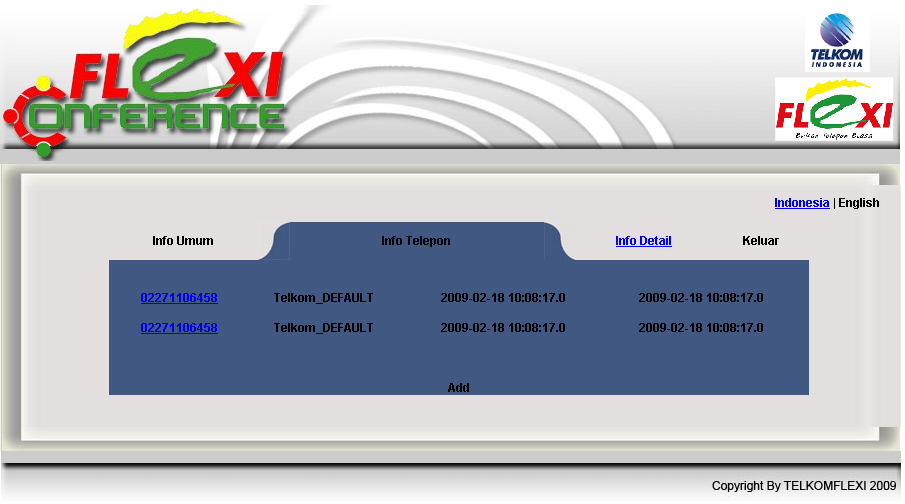 FLEXI
CONFERENCE
TELKOM
INDONESIA
FLEXI
Bukan Telepon Biasa
Indonesia | English
Info Umum Info Telepon Info Detail Keluar
02271106458 Telkom_DEFAULT 2009-02-18 10:08:17.0 2009-02-18 10:08:17.0
02271106458 Telkom_DEFAULT 2009-02-18 10:08:17.0 2009-02-18 10:08:17.0
Add
Copyright By TELKOMFLEXI 2009